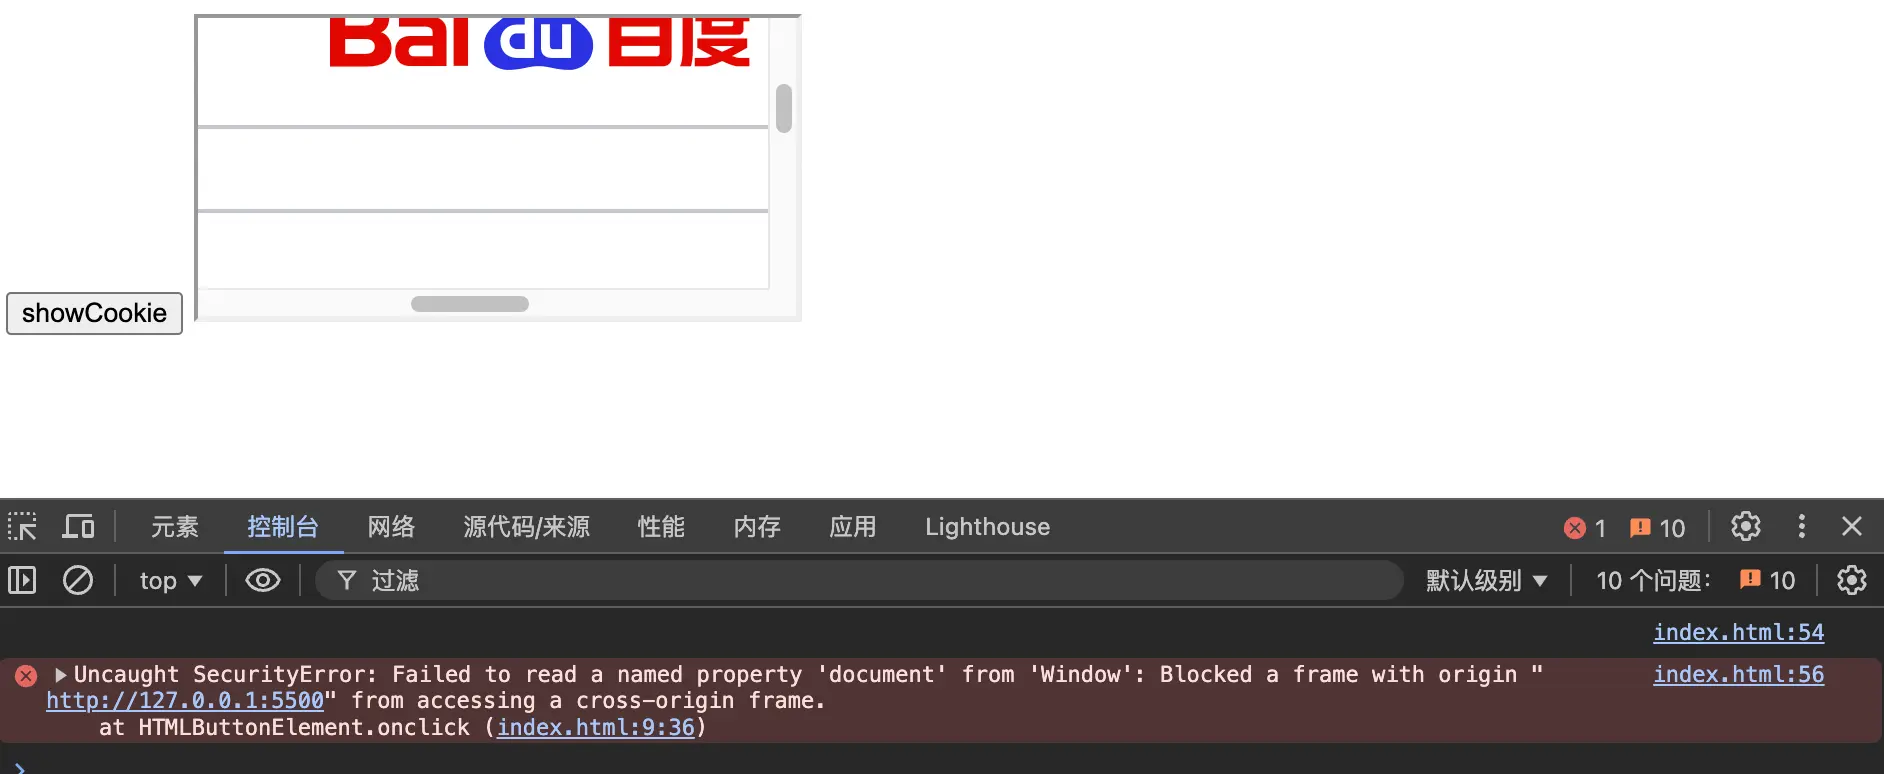 Bai du 百度
showCookie
元素 控制台 网络 源代码/来源 性能 内存 应用 Lighthouse 1 10
top 过滤 默认级别 10 个问题: 10
index.html:54
Uncaught SecurityError: Failed to read a named property 'document' from 'Window': Blocked a frame with origin " index.html:56
http://127.0.0.1:5500" from accessing a cross-origin frame.
at HTMLButtonElement.onclick (index.html:9:36)